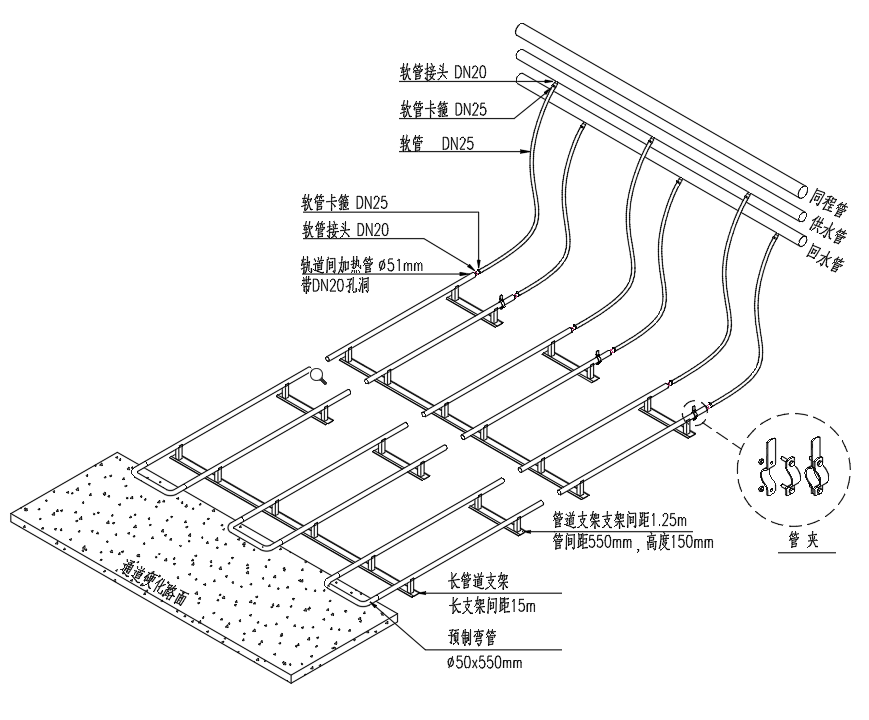 软管接头 DN20
软管卡箍 DN25
软管 DN25
同程管
供水管
回水管
软管卡箍 DN25
软管接头 DN20
轨道间加热管 ϕ51mm
带DN20孔洞
管夹
管道支架支架间距1.25m
管间距550mm，高度150mm
长管道支架
长支架间距15m
预制弯管
ϕ50x550mm
通道硬化路面